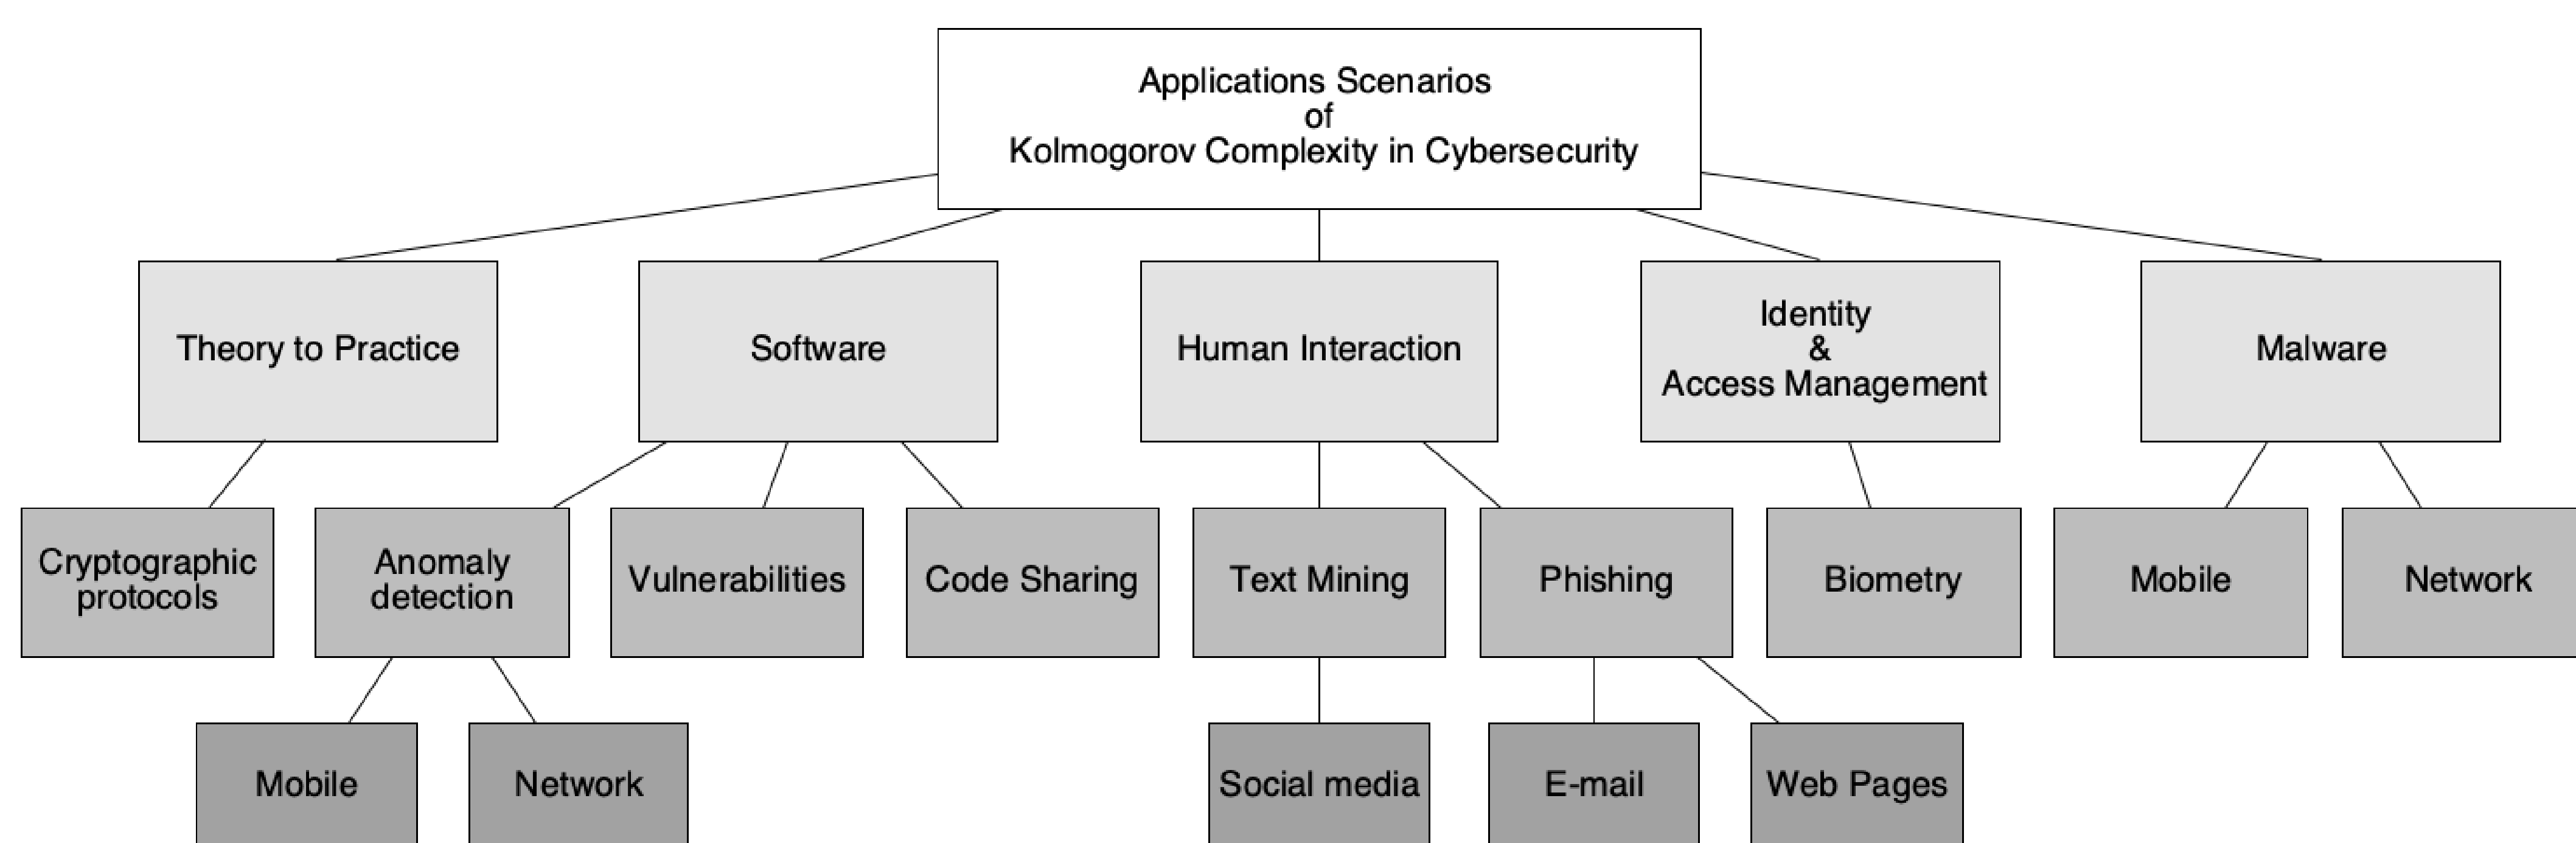 Applications Scenarios
of
Kolmogorov Complexity in Cybersecurity
Theory to Practice
Software
Human Interaction
Identity
&
Access Management
Malware
Cryptographic
protocols
Anomaly
detection
Vulnerabilities
Code Sharing
Text Mining
Phishing
Biometry
Mobile
Network
Mobile
Network
Social media
E-mail
Web Pages